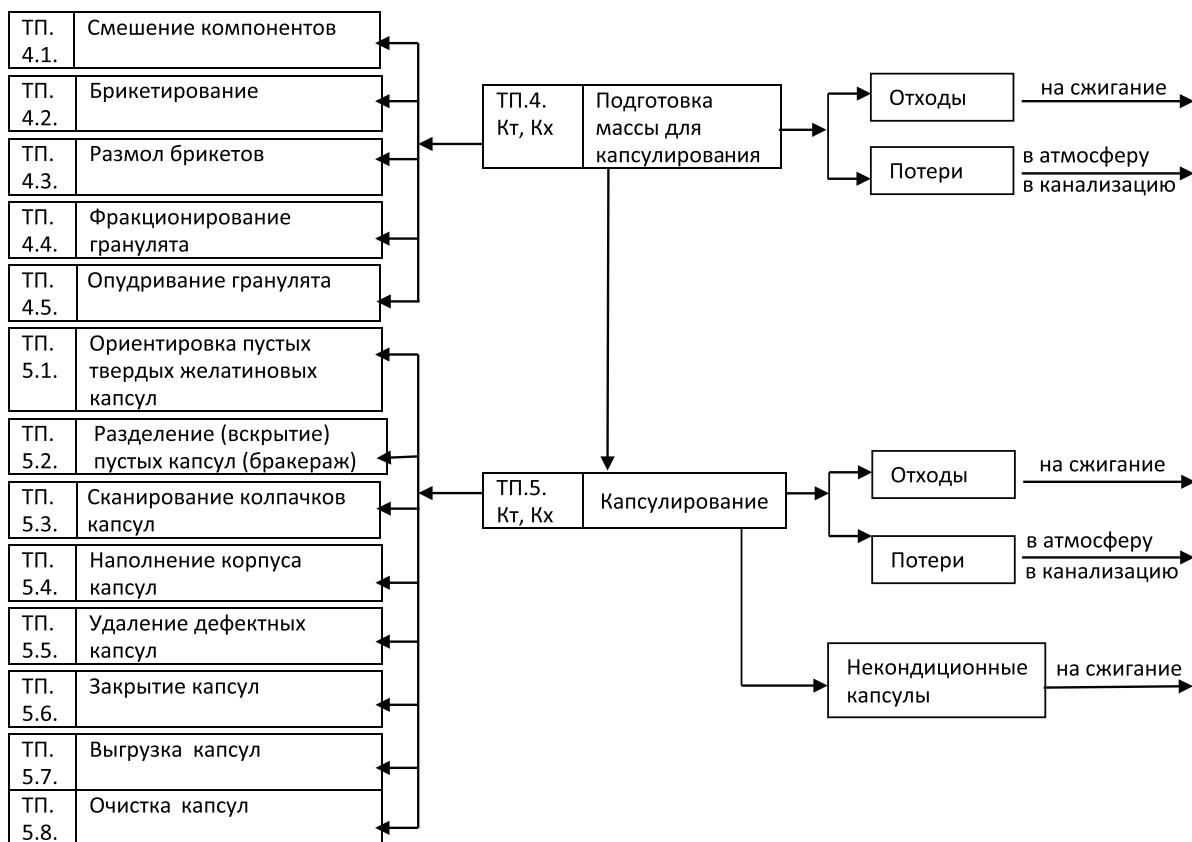 ТП. Смешение компонентов
4.1.
ТП. Брикетирование
4.2.
ТП. Размол брикетов
4.3.
ТП. Фракционирование
4.4. гранулята
ТП. Опудривание гранулята
4.5.
ТП.4. Подготовка
Кт, Кх массы для
капсулирования
Отходы
на сжигание
Потери
в атмосферу
в канализацию
ТП. Ориентировка пустых
5.1. твердых желатиновых
капсул
ТП. Разделение (вскрытие)
5.2. пустых капсул (бракераж)
ТП. Сканирование колпачков
5.3. капсул
ТП. Наполнение корпуса
5.4. капсул
ТП. Удаление дефектных
5.5. капсул
ТП. Закрытие капсул
5.6.
ТП. Выгрузка капсул
5.7.
ТП. Очистка капсул
5.8.
ТП.5. Капсулирование
Кт, Кх
Отходы
на сжигание
Потери
в атмосферу
в канализацию
Некондиционные
капсулы
на сжигание